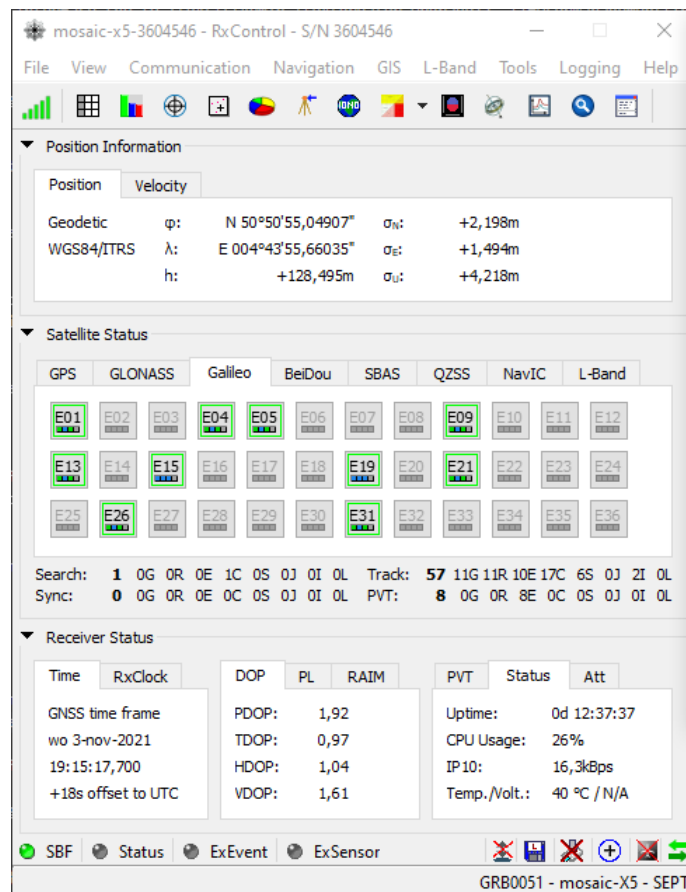 mosaic-x5-3604546 - RxControl - S/N 3604546
File View Communication Navigation GIS L-Band Tools Logging Help
IONO
Position Information
Position Velocity
Geodetic φ: N 50°50'55,04907" σN: +2,198m
WGS84/ITRS λ: E 004°43'55,66035" σE: +1,494m
h: +128,495m σU: +4,218m
Satellite Status
GPS GLONASS Galileo BeiDou SBAS QZSS NavIC L-Band
E01 E02 E03 E04 E05 E06 E07 E08 E09 E10 E11 E12
E13 E14 E15 E16 E17 E18 E19 E20 E21 E22 E23 E24
E25 E26 E27 E28 E29 E30 E31 E32 E33 E34 E35 E36
Search: 1 0G 0R 0E 1C 0S 0J 0I 0L Track: 57 11G 11R 10E 17C 6S 0J 2I 0L
Sync: 0 0G 0R 0E 0C 0S 0J 0I 0L PVT: 8 0G 0R 8E 0C 0S 0J 0I 0L
Receiver Status
Time RxClock DOP PL RAIM PVT Status Att
GNSS time frame PDOP: 1,92 Uptime: 0d 12:37:37
wo 3-nov-2021 TDOP: 0,97 CPU Usage: 26%
19:15:17,700 HDOP: 1,04 IP10: 16,3kBps
+18s offset to UTC VDOP: 1,61 Temp./Volt.: 40 °C / N/A
SBF Status ExEvent ExSensor
GRB0051 - mosaic-X5 - SEPT